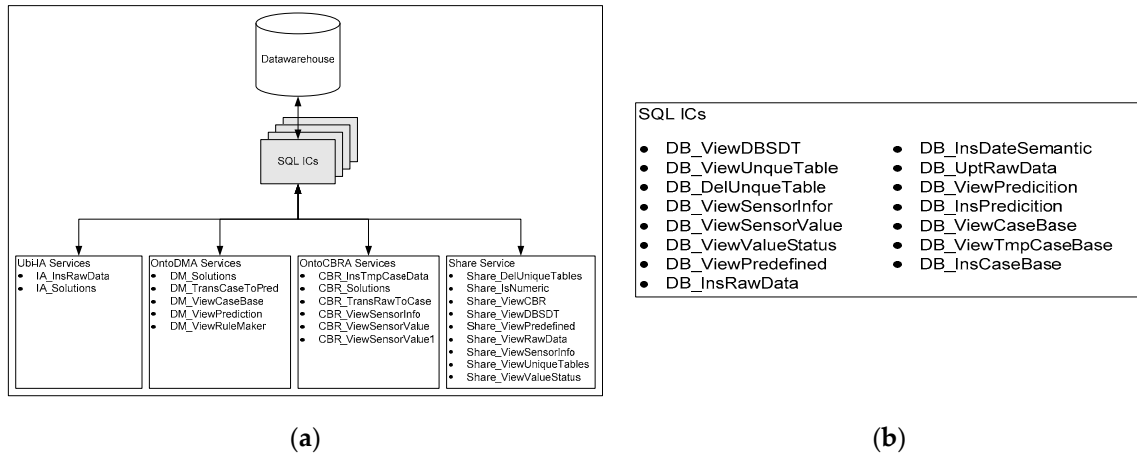 Datawarehouse
SQL ICs
Ubi-IA Services
• IA_InsRawData
• IA_Solutions
OntoDMA Services
• DM_Solutions
• DM_TransCaseToPred
• DM_ViewCaseBase
• DM_ViewPrediction
• DM_ViewRuleMaker
OntoCBRA Services
• CBR_InsTmpCaseData
• CBR_Solutions
• CBR_TransRawToCase
• CBR_ViewSensorInfo
• CBR_ViewSensorValue
• CBR_ViewSensorValue1
Share Service
• Share_DelUniqueTables
• Share_IsNumeric
• Share_ViewCBR
• Share_ViewDBSDT
• Share_ViewPredefined
• Share_ViewRawData
• Share_ViewSensorInfo
• Share_ViewUniqueTables
• Share_ViewValueStatus
(a)
SQL ICs
• DB_ViewDBSDT
• DB_ViewUnqueTable
• DB_DelUnqueTable
• DB_ViewSensorInfor
• DB_ViewSensorValue
• DB_ViewValueStatus
• DB_ViewPredefined
• DB_InsRawData
• DB_InsDateSemantic
• DB_UptRawData
• DB_ViewPredicition
• DB_InsPredicition
• DB_ViewCaseBase
• DB_ViewTmpCaseBase
• DB_InsCaseBase
(b)